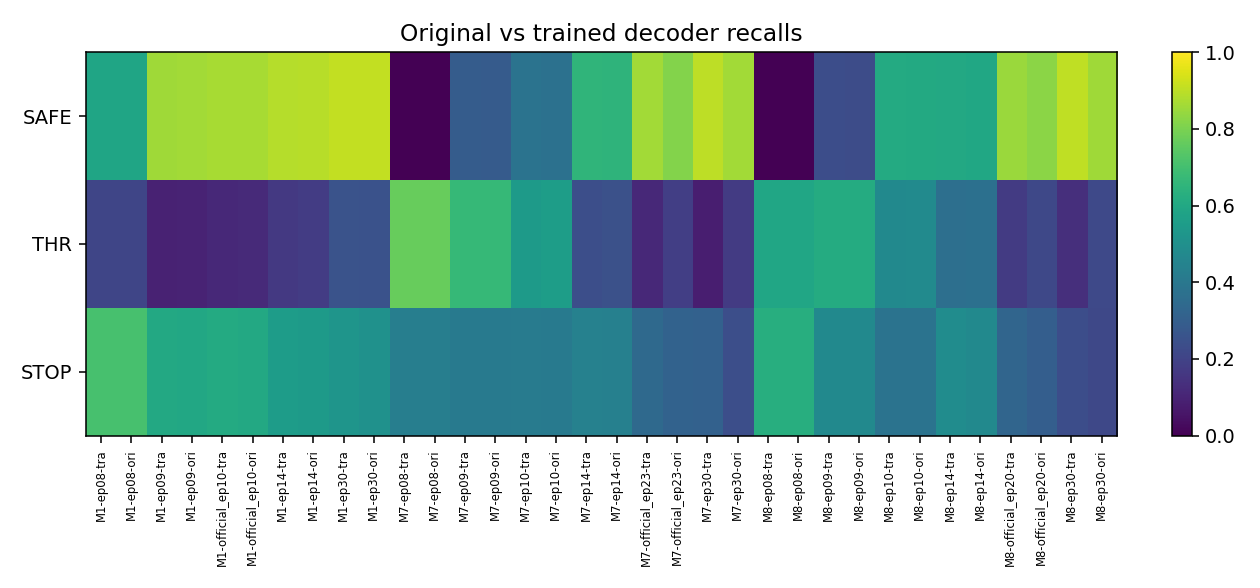 Original vs trained decoder recalls
SAFE
THR
STOP
1.0
0.8
0.6
0.4
0.2
0.0
M1-ep08-tra
M1-ep08-ori
M1-ep09-tra
M1-ep09-ori
M1-official_ep10-tra
M1-official_ep10-ori
M1-ep14-tra
M1-ep14-ori
M1-ep30-tra
M1-ep30-ori
M7-ep08-tra
M7-ep08-ori
M7-ep09-tra
M7-ep09-ori
M7-ep10-tra
M7-ep10-ori
M7-ep14-tra
M7-ep14-ori
M7-official_ep23-tra
M7-official_ep23-ori
M7-ep30-tra
M7-ep30-ori
M8-ep08-tra
M8-ep08-ori
M8-ep09-tra
M8-ep09-ori
M8-ep10-tra
M8-ep10-ori
M8-ep14-tra
M8-ep14-ori
M8-official_ep20-tra
M8-official_ep20-ori
M8-ep30-tra
M8-ep30-ori